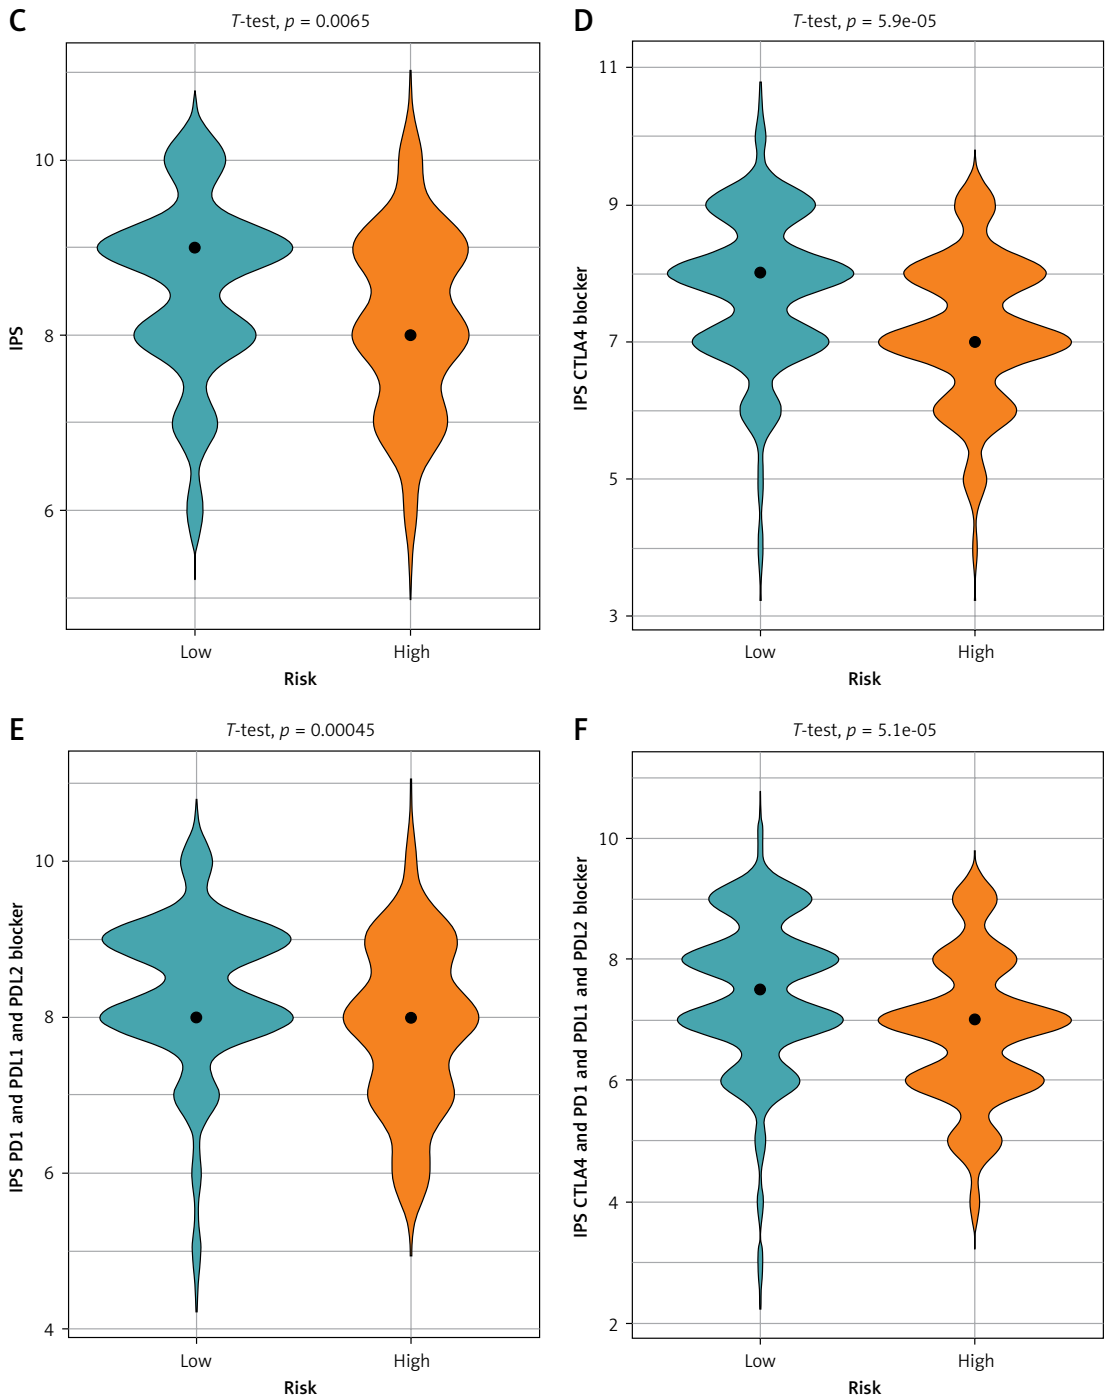 C
T-test, p = 0.0065
IPS
10
8
6
Low
High
Risk
D
T-test, p = 5.9e-05
IPS CTLA4 blocker
11
9
7
5
3
Low
High
Risk
E
T-test, p = 0.00045
IPS PD1 and PDL1 and PDL2 blocker
10
8
6
4
Low
High
Risk
F
T-test, p = 5.1e-05
IPS CTLA4 and PD1 and PDL1 and PDL2 blocker
10
8
6
4
2
Low
High
Risk